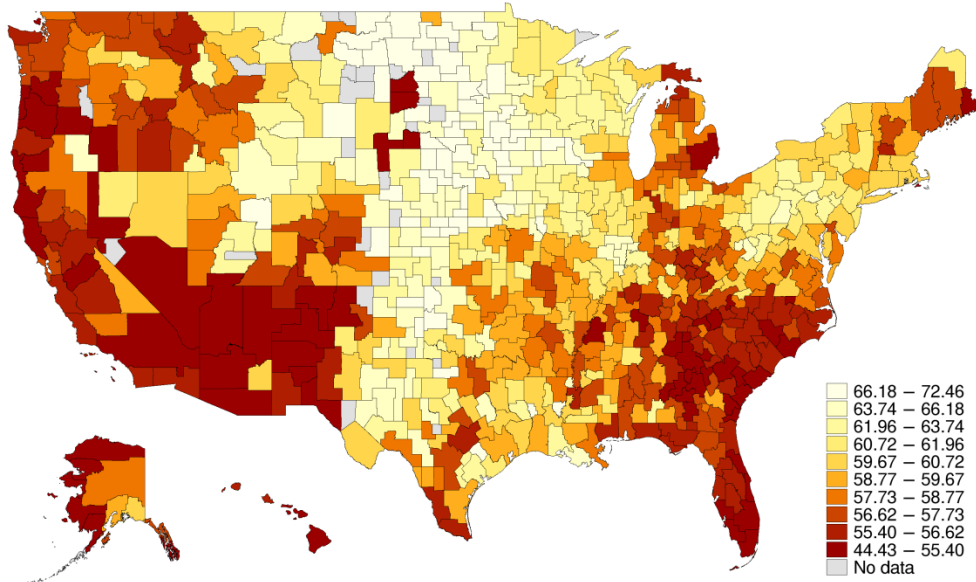 66.18 – 72.46
63.74 – 66.18
61.96 – 63.74
60.72 – 61.96
59.67 – 60.72
58.77 – 59.67
57.73 – 58.77
56.62 – 57.73
55.40 – 56.62
44.43 – 55.40
No data